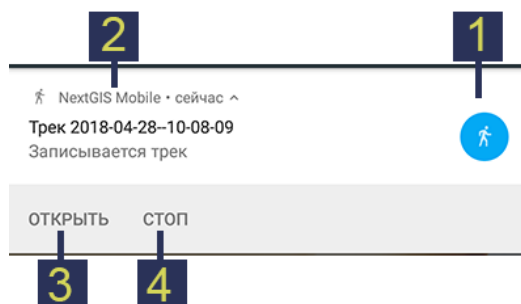 2 1
NextGIS Mobile • сейчас ^
Трек 2018-04-28--10-08-09
Записывается трек
ОТКРЫТЬ СТОП
3 4